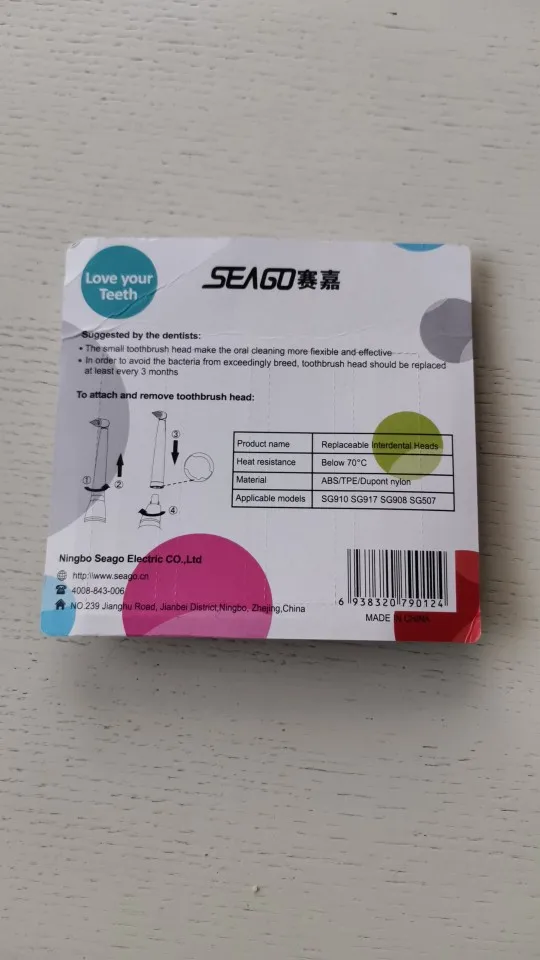 Love your
Teeth
SEAGO赛嘉
Suggested by the dentists:
• The small toothbrush head make the oral cleaning more flexible and effective
• In order to avoid the bacteria from exceedingly breed, toothbrush head should be replaced
at least every 3 months
To attach and remove toothbrush head:
① ② ③ ④
Product name Replaceable Interdental Heads
Heat resistance Below 70°C
Material ABS/TPE/Dupont nylon
Applicable models SG910 SG917 SG908 SG507
Ningbo Seago Electric CO.,Ltd
http:\\www.seago.cn
4008-843-006
NO.239 Jianghu Road, Jianbei District,Ningbo, Zhejing,China
6 938320 790124
MADE IN CHINA